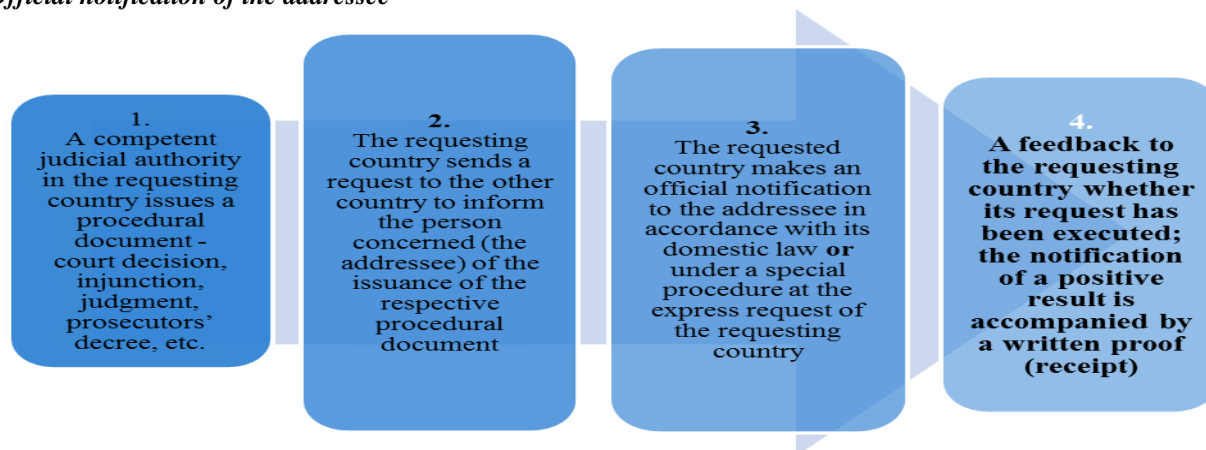 Official notification of the addressee
1.
A competent
judicial authority
in the requesting
country issues a
procedural
document -
court decision,
injunction,
judgment,
prosecutors'
decree, etc.
2.
The requesting
country sends a
request to the other
country to inform
the person
concerned (the
addressee) of the
issuance of the
respective
procedural
document
3.
The requested
country makes an
official notification
to the addressee in
accordance with its
domestic law or
under a special
procedure at the
express request of
the requesting
country
4.
A feedback to
the requesting
country whether
its request has
been executed;
the notification
of a positive
result is
accompanied by
a written proof
(receipt)